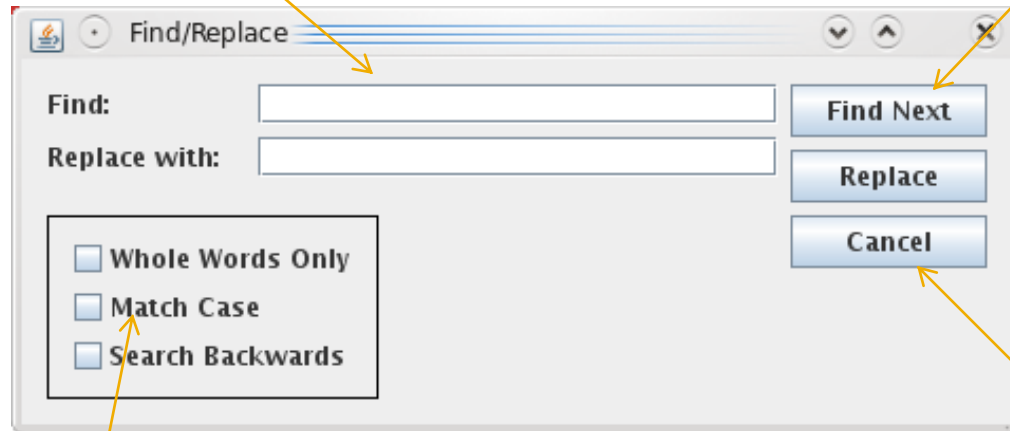 Find/Replace
Find:
Find Next
Replace with:
Replace
Cancel
Whole Words Only
Match Case
Search Backwards